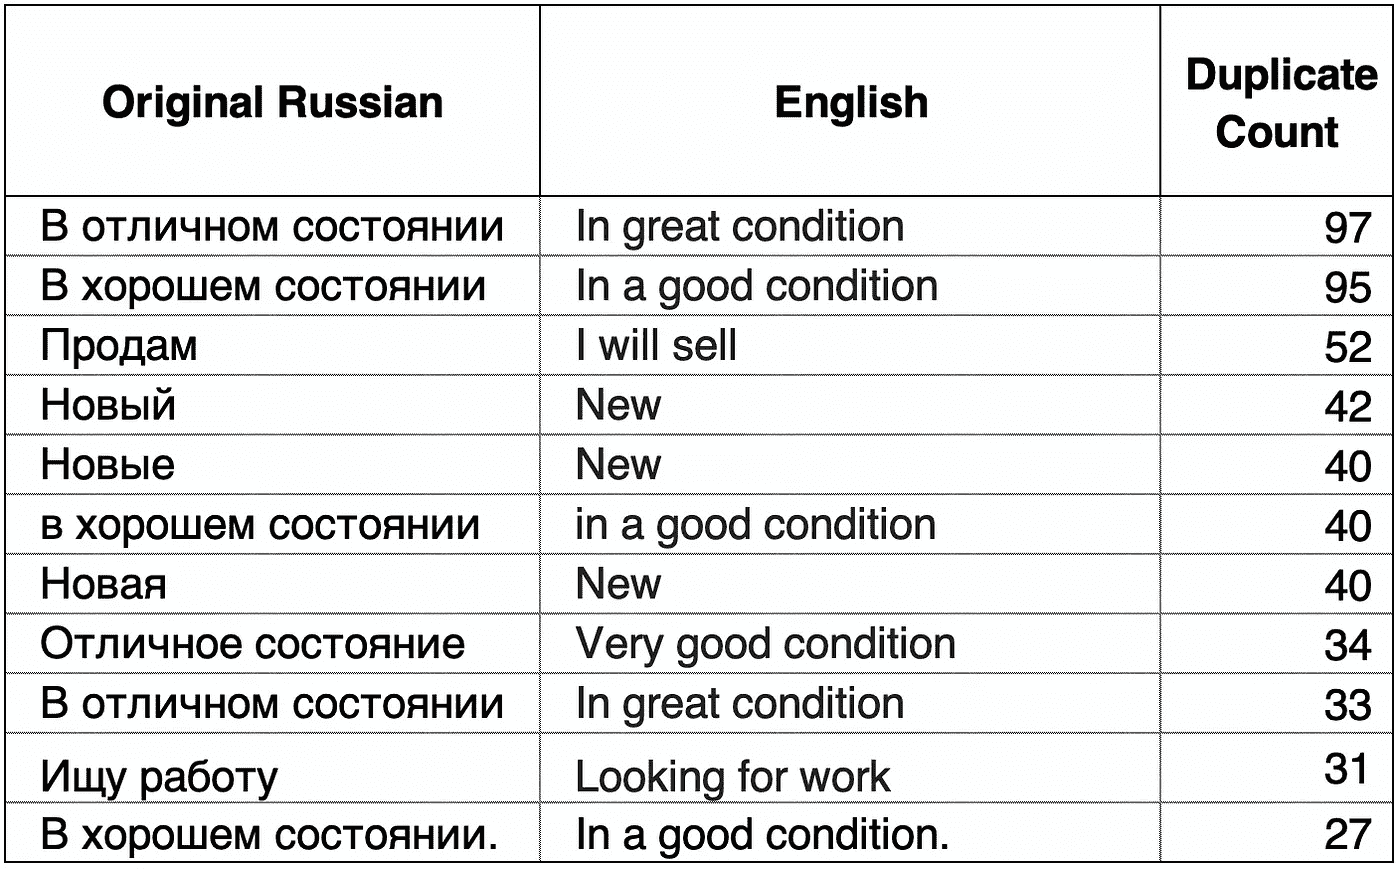 Original Russian English Duplicate Count
В отличном состоянии In great condition 97
В хорошем состоянии In a good condition 95
Продам I will sell 52
Новый New 42
Новые New 40
в хорошем состоянии in a good condition 40
Новая New 40
Отличное состояние Very good condition 34
В отличном состоянии In great condition 33
Ищу работу Looking for work 31
В хорошем состоянии. In a good condition. 27